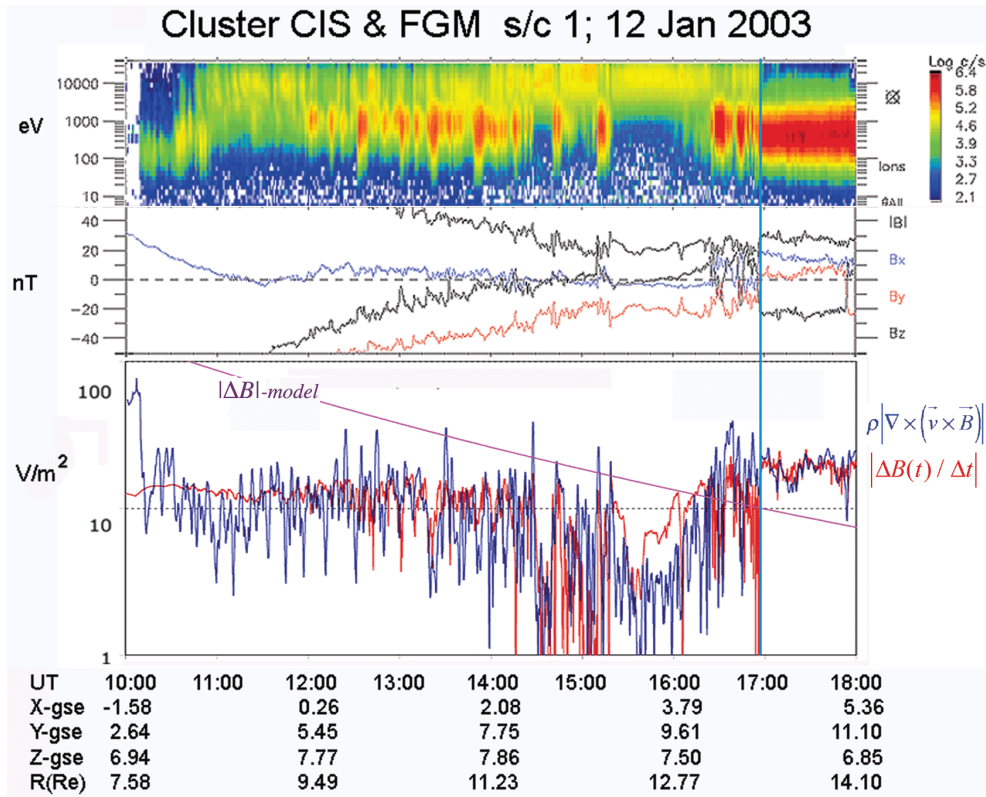 Cluster CIS & FGM s/c 1; 12 Jan 2003
Log c/s
6.4
5.8
5.2
4.6
3.9
3.3
2.7
2.1
eV
10000
1000
100
10
Ions
nT
40
20
0
−20
−40
|B|
Bx
By
Bz
|ΔB|-model
V/m²
100
10
1
ρ|∇×(v⃗×B⃗)|
|ΔB(t) / Δt|
UT 10:00 11:00 12:00 13:00 14:00 15:00 16:00 17:00 18:00
X-gse -1.58 0.26 2.08 3.79 5.36
Y-gse 2.64 5.45 7.75 9.61 11.10
Z-gse 6.94 7.77 7.86 7.50 6.85
R(Re) 7.58 9.49 11.23 12.77 14.10